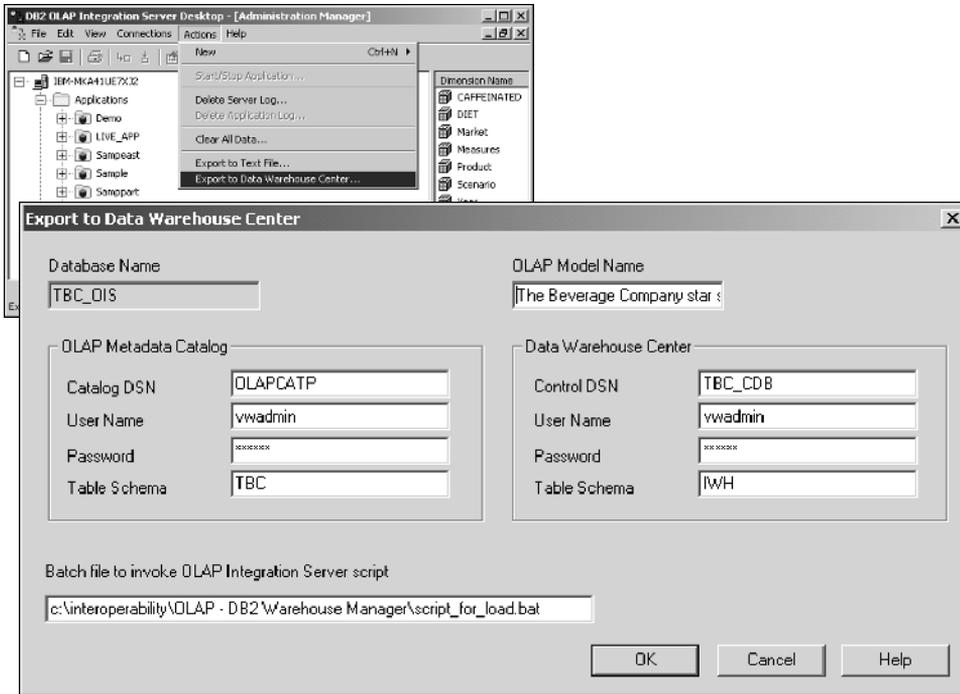 DB2 OLAP Integration Server Desktop - [Administration Manager]
File Edit View Connections Actions Help
New Ctrl+N
Start/Stop Application...
Delete Server Log...
Delete Application Log...
Clear All Data...
Export to Text File...
Export to Data Warehouse Center...
IBM-MKA41UE7XJ2
Applications
Demo
LIVE_APP
Sampeast
Sample
Samppart
Dimension Name
CAFFEINATED
DIET
Market
Measures
Product
Scenario
Export to Data Warehouse Center
Database Name
TBC_OIS
OLAP Model Name
The Beverage Company star s
OLAP Metadata Catalog
Catalog DSN OLAPCATP
User Name vwadmin
Password ******
Table Schema TBC
Data Warehouse Center
Control DSN TBC_CDB
User Name vwadmin
Password ******
Table Schema IWH
Batch file to invoke OLAP Integration Server script
c:\interoperability\OLAP - DB2 Warehouse Manager\script_for_load.bat
OK Cancel Help